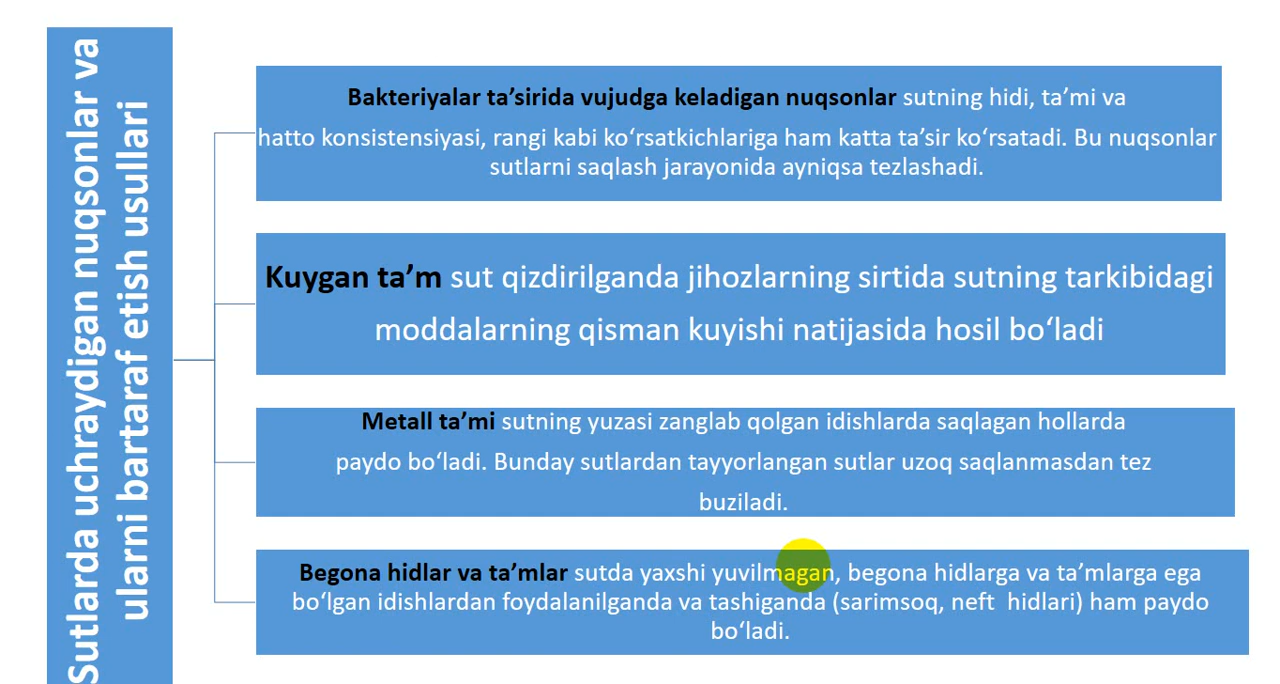 Sutlarda uchraydigan nuqsonlar va
ularni bartaraf etish usullari
Bakteriyalar ta’sirida vujudga keladigan nuqsonlar sutning hidi, ta’mi va
hatto konsistensiyasi, rangi kabi ko‘rsatkichlariga ham katta ta’sir ko‘rsatadi. Bu nuqsonlar
sutlarni saqlash jarayonida ayniqsa tezlashadi.
Kuygan ta’m sut qizdirilganda jihozlarning sirtida sutning tarkibidagi
moddalarning qisman kuyishi natijasida hosil bo‘ladi
Metall ta’mi sutning yuzasi zanglab qolgan idishlarda saqlagan hollarda
paydo bo‘ladi. Bunday sutlardan tayyorlangan sutlar uzoq saqlanmasdan tez
buziladi.
Begona hidlar va ta’mlar sutda yaxshi yuvilmagan, begona hidlarga va ta’mlarga ega
bo‘lgan idishlardan foydalanilganda va tashiganda (sarimsoq, neft  hidlari) ham paydo
bo‘ladi.